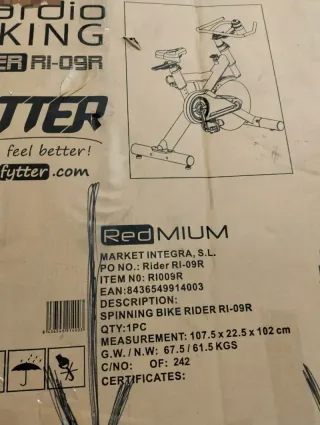 ardio
KING
ER RI-09R
TTER
feel better!
fytter.com
RedMIUM
MARKET INTEGRA, S.L.
PO NO.: Rider RI-09R
ITEM N0: RI009R
EAN:8436549914003
DESCRIPTION:
SPINNING BIKE RIDER RI-09R
QTY:1PC
MEASUREMENT: 107.5 x 22.5 x 102 cm
G.W. / N.W: 67.5 / 61.5 KGS
C/NO: OF: 242
CERTIFICATES: